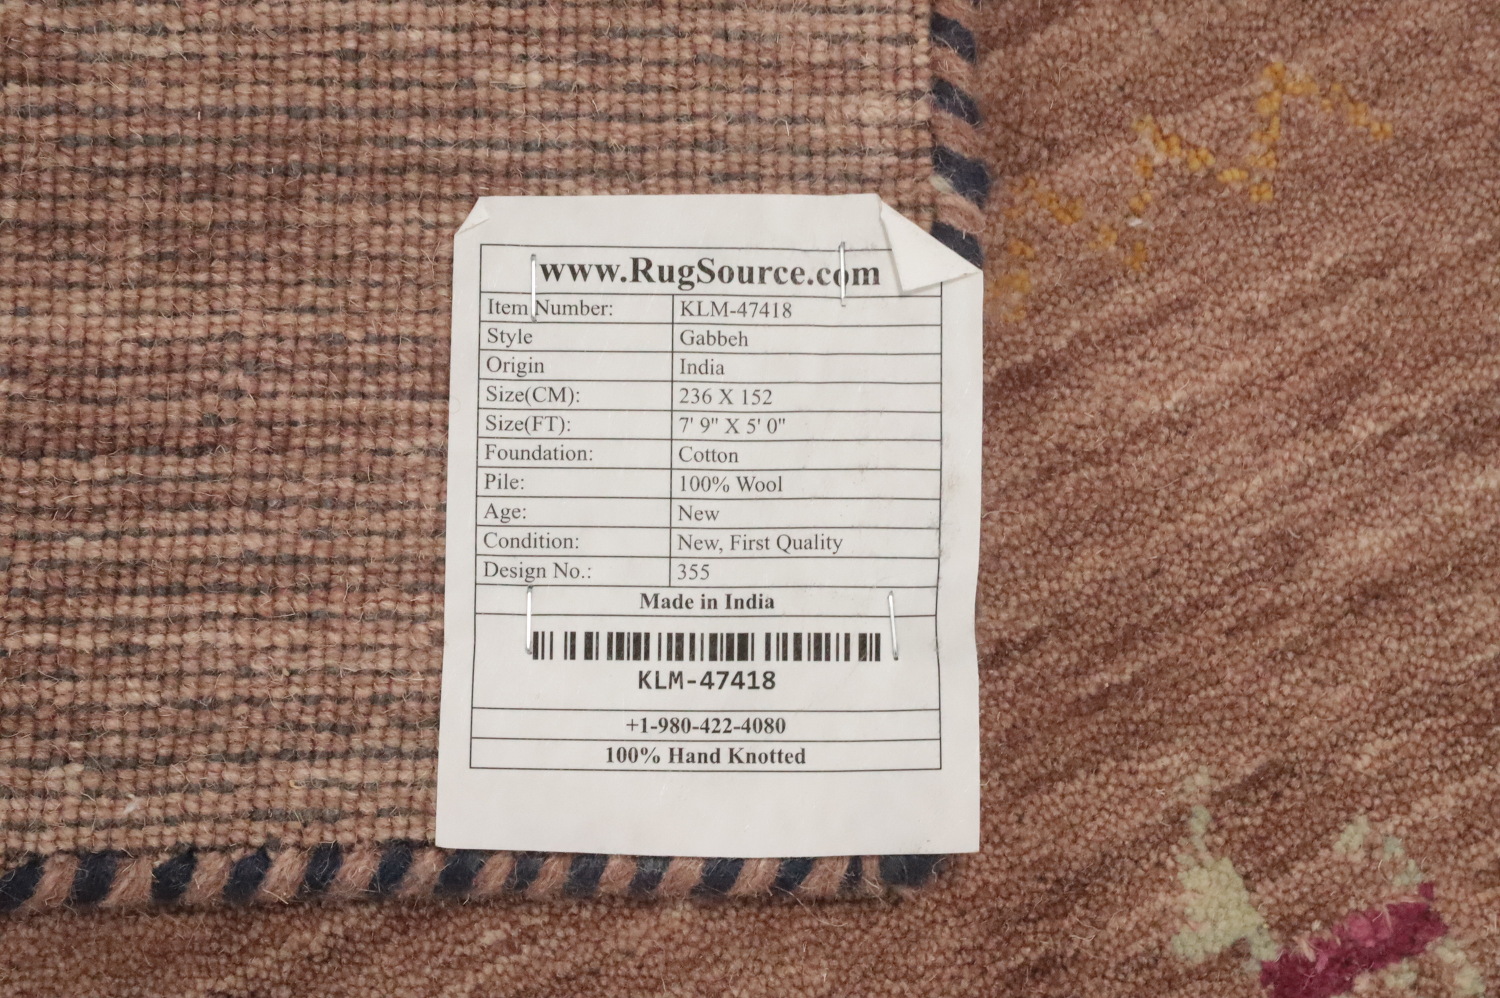 www.RugSource.com
Item Number: KLM-47418
Style Gabbeh
Origin India
Size(CM): 236 X 152
Size(FT): 7' 9" X 5' 0"
Foundation: Cotton
Pile: 100% Wool
Age: New
Condition: New, First Quality
Design No.: 355
Made in India
KLM-47418
+1-980-422-4080
100% Hand Knotted